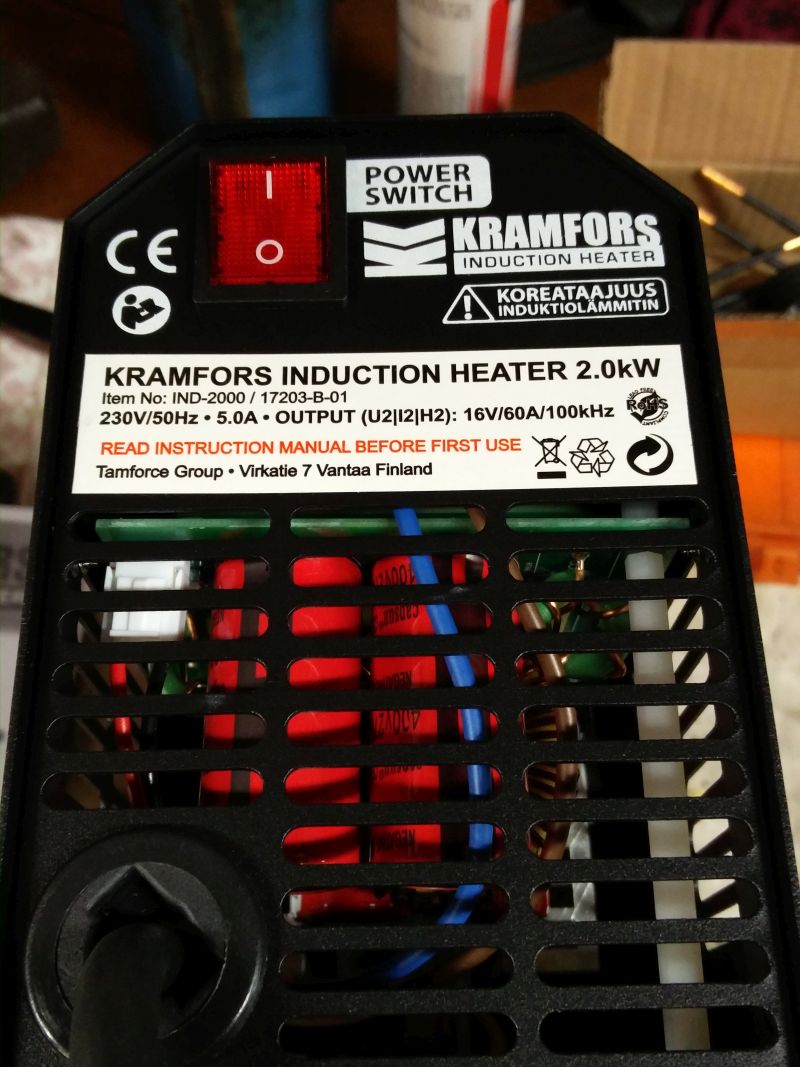 POWER
SWITCH
KRAMFORS
INDUCTION HEATER
KOREATAAJUUS
INDUKTIOLÄMMITIN
KRAMFORS INDUCTION HEATER 2.0kW
Item No: IND-2000 / 17203-B-01
230V/50Hz • 5.0A • OUTPUT (U2|I2|H2): 16V/60A/100kHz
RoHS
READ INSTRUCTION MANUAL BEFORE FIRST USE
Tamforce Group • Virkatie 7 Vantaa Finland